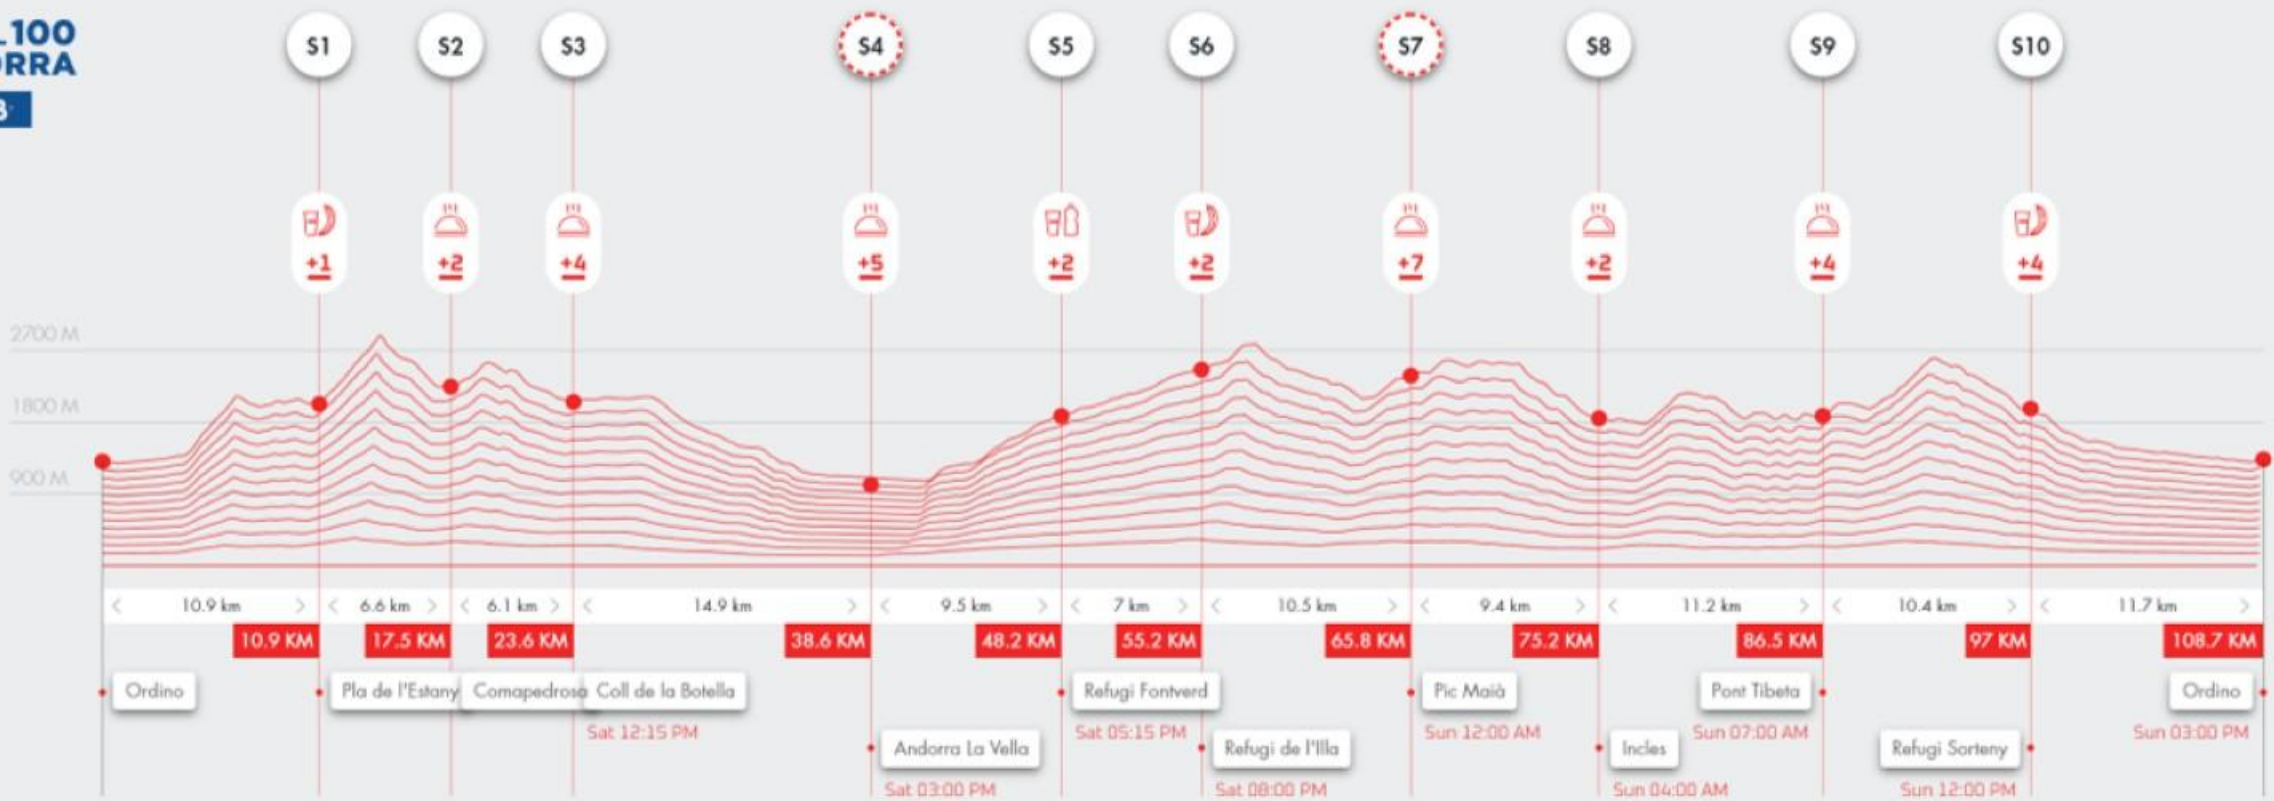 100
ORRA
S1 S2 S3 S4 S5 S6 S7 S8 S9 S10
+1 +2 +4 +5 +2 +2 +7 +2 +4 +4
2700 M
1800 M
900 M
10.9 km 6.6 km 6.1 km 14.9 km 9.5 km 7 km 10.5 km 9.4 km 11.2 km 10.4 km 11.7 km
10.9 KM 17.5 KM 23.6 KM 38.6 KM 48.2 KM 55.2 KM 65.8 KM 75.2 KM 86.5 KM 97 KM 108.7 KM
Ordino Pla de l'Estany Comapedrosa Coll de la Botella Refugi Fontverd Pic Maià Pont Tibeta Ordino
Sat 12:15 PM Sat 05:15 PM Sun 12:00 AM Sun 07:00 AM Sun 03:00 PM
Andorra La Vella Refugi de l'Illa Incles Refugi Sorteny
Sat 03:00 PM Sat 08:00 PM Sun 04:00 AM Sun 12:00 PM